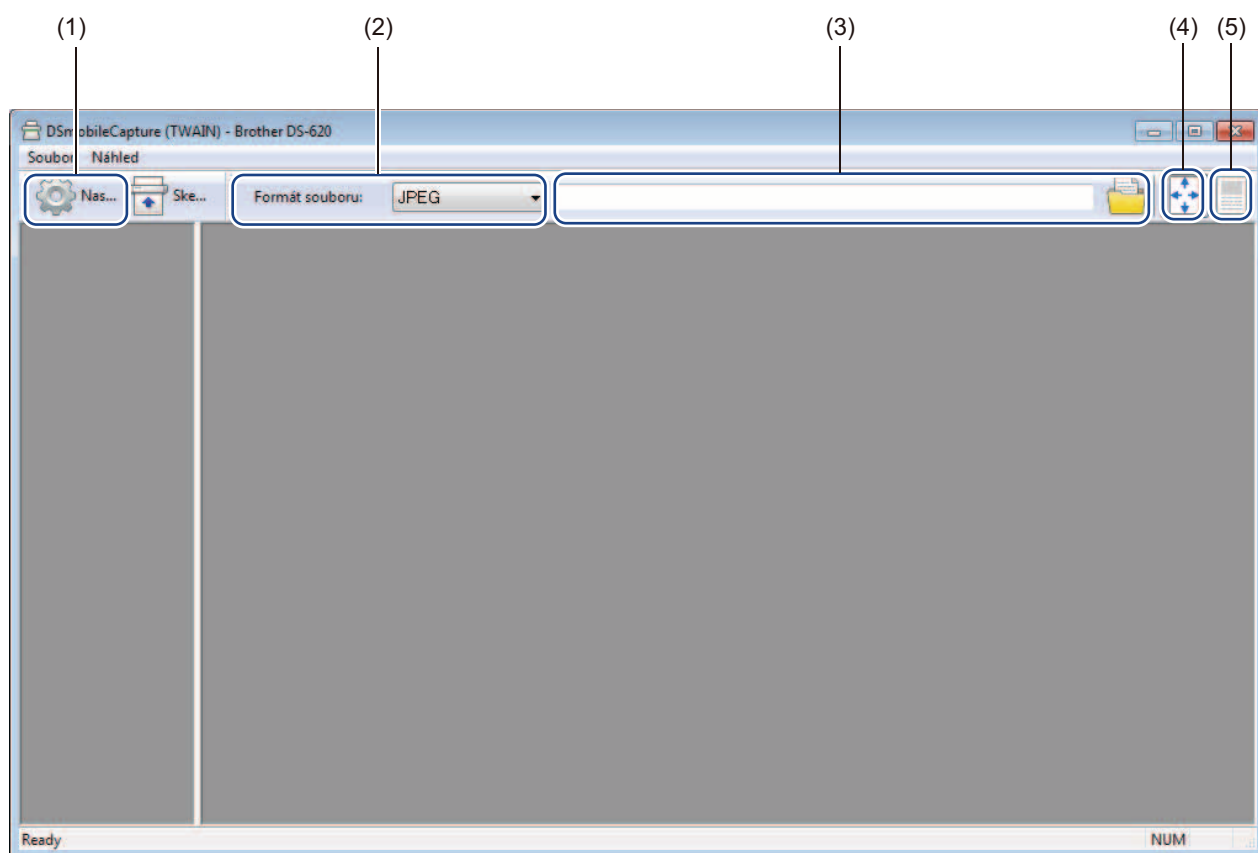 (1) (2) (3) (4) (5)
DSmobileCapture (TWAIN) - Brother DS-620
Soubor Náhled
Nas... Ske... Formát souboru: JPEG
Ready NUM